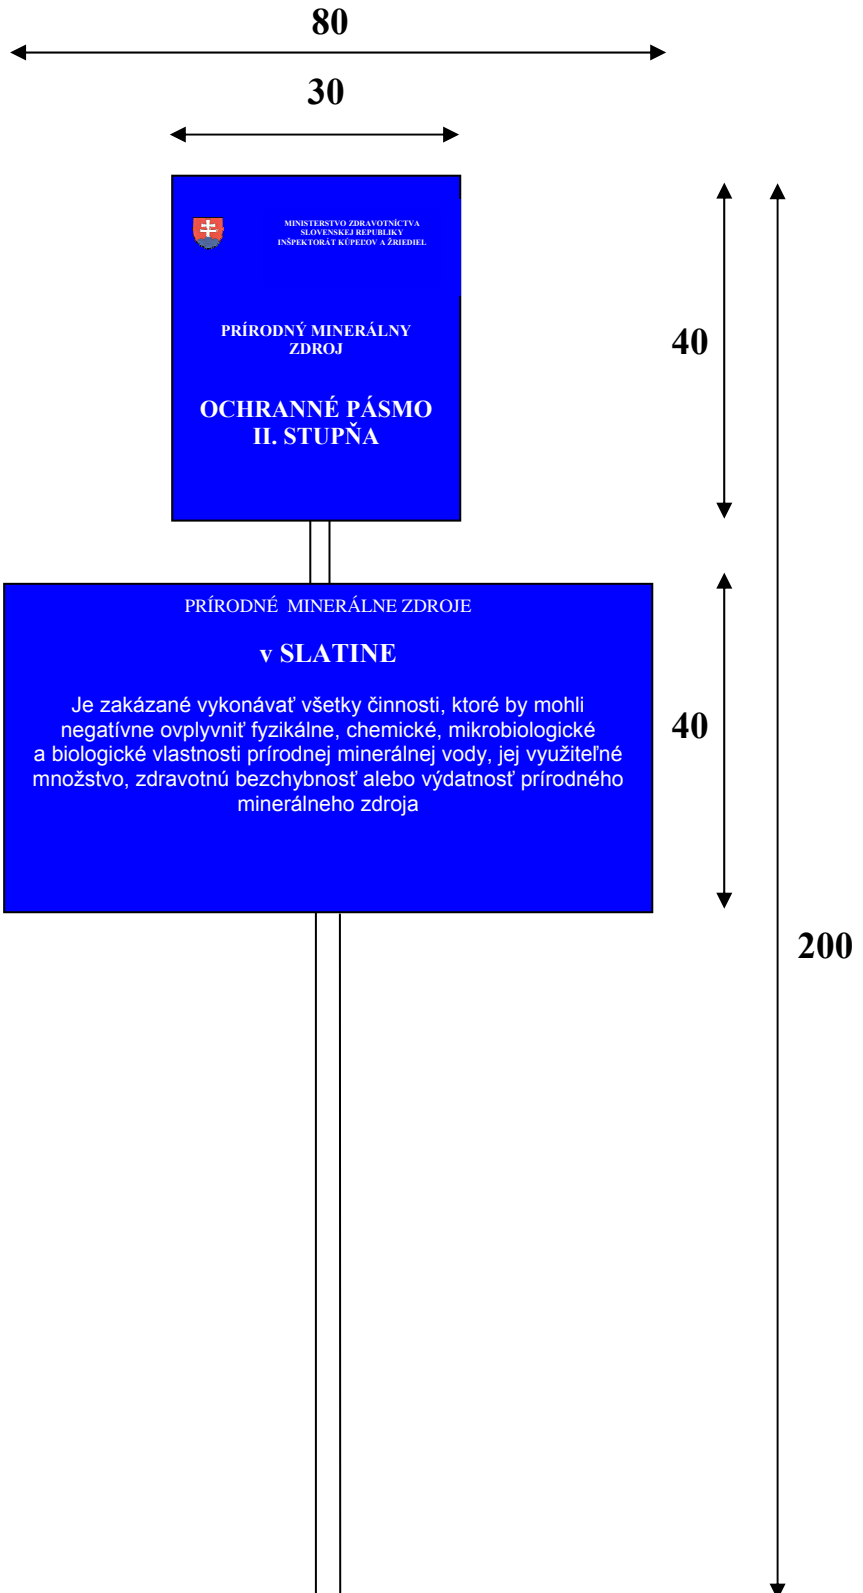 80
30
MINISTERSTVO ZDRAVOTNÍCTVA
SLOVENSKEJ REPUBLIKY
INŠPEKTORÁT KÚPEĽOV A ŽRIEDIEL
PRÍRODNÝ MINERÁLNY
ZDROJ
40
OCHRANNÉ PÁSMO
II. STUPŇA
PRÍRODNÉ MINERÁLNE ZDROJE
v SLATINE
Je zakázané vykonávať všetky činnosti, ktoré by mohli
negatívne ovplyvniť fyzikálne, chemické, mikrobiologické
a biologické vlastnosti prírodnej minerálnej vody, jej využiteľné
množstvo, zdravotnú bezchybnosť alebo výdatnosť prírodného
minerálneho zdroja
40
200